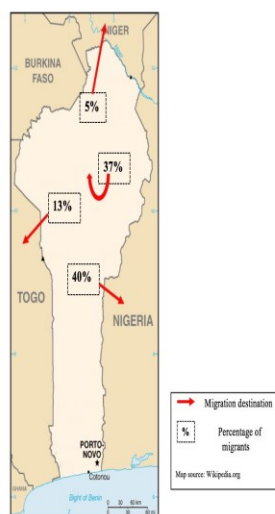 NIGER
BURKINA
FASO
5%
37%
13%
40%
TOGO
NIGERIA
PORTO-
NOVO
Cotonou
GHANA
Bight of Benin
Migration destination
%
Percentage of
migrants
Map source: Wikipedia.org